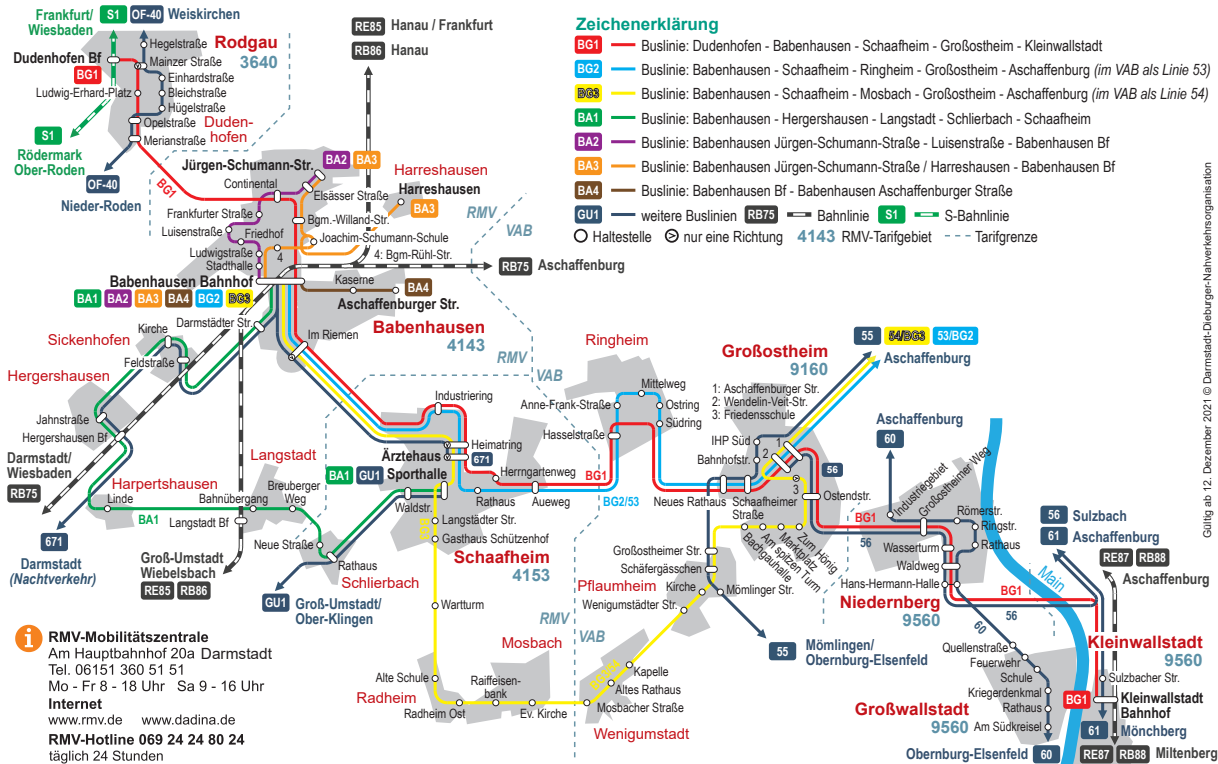 Frankfurt/
Wiesbaden
S1
OF-40
Weiskirchen
Hegelstraße
Rodgau
3640
Dudenhofen Bf
Mainzer Straße
BG1
Einhardstraße
Ludwig-Erhard-Platz
Bleichstraße
Hügelstraße
Opelstraße
Duden-
hofen
S1
Merianstraße
Rödermark
Ober-Roden
OF-40
Nieder-Roden
BG1
RE85
Hanau / Frankfurt
RB86
Hanau
Jürgen-Schumann-Str.
BA2
BA3
Harreshausen
Continental
Elsässer Straße
Harreshausen
BA3
Frankfurter Straße
Bgm.-Willand-Str.
RMV
VAB
Luisenstraße
Friedhof
Joachim-Schumann-Schule
Ludwigstraße
4
4: Bgm-Rühl-Str.
Stadthalle
RB75
Aschaffenburg
Babenhausen Bahnhof
Kaserne
BA4
BA1
BA2
BA3
BA4
BG2
BG3
Aschaffenburger Str.
Darmstädter Str.
Babenhausen
4143
Im Riemen
Sickenhofen
Kirche
Feldstraße
RMV
VAB
Hergershausen
Jahnstraße
Hergershausen Bf
Darmstadt/
Wiesbaden
RB75
Langstadt
Harpertshausen
Linde
Bahnübergang
Breuberger
Weg
BA1
Langstadt Bf
671
Darmstadt
(Nachtverkehr)
Neue Straße
Rathaus
Groß-Umstadt
Wiebelsbach
RE85
RB86
Schlierbach
GU1
Groß-Umstadt/
Ober-Klingen
Industriering
Heimatring
Ärztehaus
671
BA1
GU1
Sporthalle
Herrngartenweg
Waldstr.
Rathaus
Aueweg
BG1
BG2/53
BG3
Langstädter Str.
Gasthaus Schützenhof
Schaafheim
4153
Wartturm
RMV
VAB
Mosbach
Alte Schule
Raiffeisen-
bank
Radheim
Radheim Ost
Ev. Kirche
Mosbacher Straße
Kapelle
Altes Rathaus
BG3/54
Wenigumstadt
Ringheim
Mittelweg
Anne-Frank-Straße
Ostring
Südring
Hasselstraße
Großostheim
9160
1: Aschaffenburger Str.
2: Wendelin-Veit-Str.
3: Friedensschule
55
54/BG3
53/BG2
Aschaffenburg
IHP Süd
1
Bahnhofstr.
2
3
56
Neues Rathaus
Schaafheimer
Straße
Ostendstr.
Großostheimer Str.
Schäfergässchen
Bachstraße
Bauhalle
Am spitzen Turm
Marktplatz
Zum Hönig
Pflaumheim
Kirche
Mömlinger Str.
Wenigumstädter Str.
55
Mömlingen/
Obernburg-Elsenfeld
Aschaffenburg
60
Industriegebiet
Großostheimer Weg
BG1
56
Römerstr.
Ringstr.
Rathaus
Wasserturm
Waldweg
Hans-Hermann-Halle
Niedernberg
9560
56
Sulzbach
61
Aschaffenburg
RE87
RB88
Aschaffenburg
Main
BG1
56
60
Kleinwallstadt
9560
Quellenstraße
Feuerwehr
Schule
Kriegerdenkmal
Rathaus
Am Südkreisel
Großwallstadt
9560
Obernburg-Elsenfeld
60
Sulzbacher Str.
BG1
Kleinwallstadt
Bahnhof
61
Mönchberg
RE87
RB88
Miltenberg
Zeichenerklärung
BG1 Buslinie: Dudenhofen - Babenhausen - Schaafheim - Großostheim - Kleinwallstadt
BG2 Buslinie: Babenhausen - Schaafheim - Ringheim - Großostheim - Aschaffenburg (im VAB als Linie 53)
BG3 Buslinie: Babenhausen - Schaafheim - Mosbach - Großostheim - Aschaffenburg (im VAB als Linie 54)
BA1 Buslinie: Babenhausen - Hergershausen - Langstadt - Schlierbach - Schaafheim
BA2 Buslinie: Babenhausen Jürgen-Schumann-Straße - Luisenstraße - Babenhausen Bf
BA3 Buslinie: Babenhausen Jürgen-Schumann-Straße / Harreshausen - Babenhausen Bf
BA4 Buslinie: Babenhausen Bf - Babenhausen Aschaffenburger Straße
GU1 weitere Buslinien RB75 Bahnlinie S1 S-Bahnlinie
Haltestelle nur eine Richtung 4143 RMV-Tarifgebiet Tarifgrenze
Gültig ab 12. Dezember 2021 © Darmstadt-Dieburger-Nahverkehrsorganisation
i
RMV-Mobilitätszentrale
Am Hauptbahnhof 20a Darmstadt
Tel. 06151 360 51 51
Mo - Fr 8 - 18 Uhr Sa 9 - 16 Uhr
Internet
www.rmv.de www.dadina.de
RMV-Hotline 069 24 24 80 24
täglich 24 Stunden